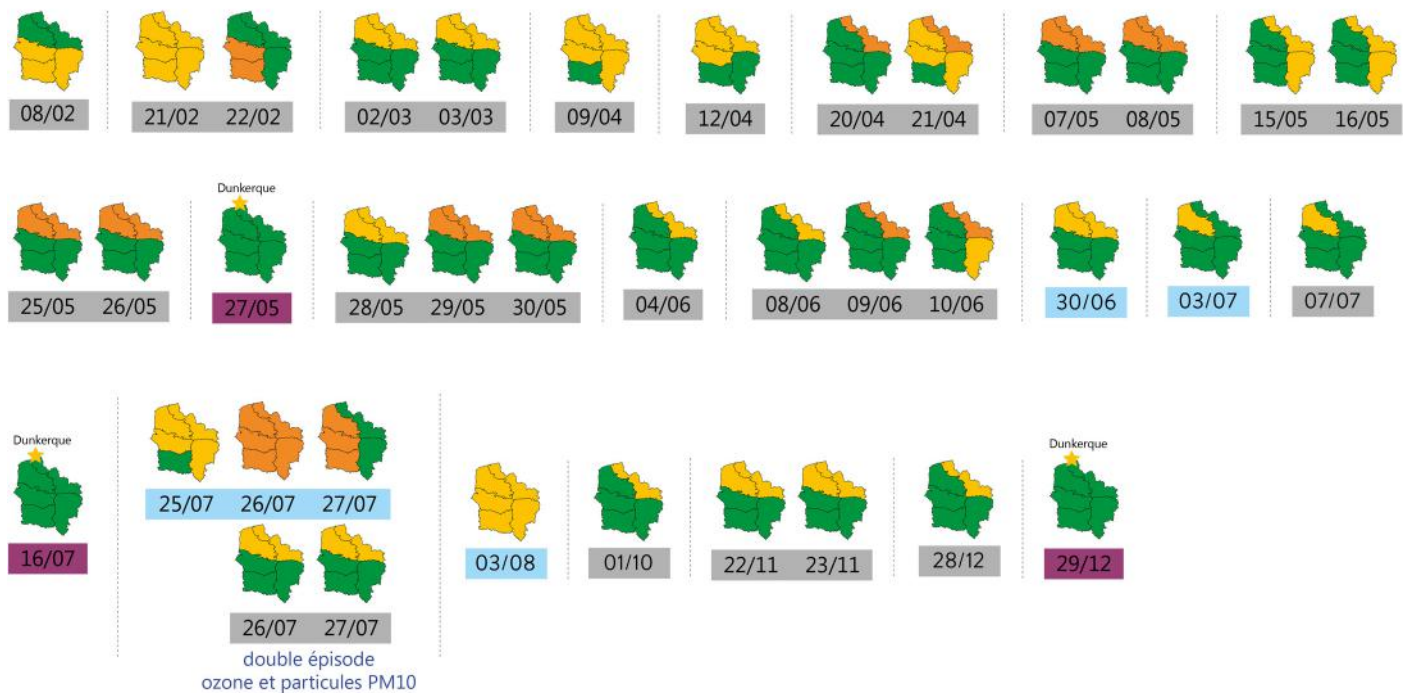 08/02
21/02 22/02
02/03 03/03
09/04
12/04
20/04 21/04
07/05 08/05
15/05 16/05
25/05 26/05
Dunkerque
27/05
28/05 29/05 30/05
04/06
08/06 09/06 10/06
30/06
03/07
07/07
Dunkerque
16/07
25/07 26/07 27/07
26/07 27/07
double épisode
ozone et particules PM10
03/08
01/10
22/11 23/11
28/12
Dunkerque
29/12